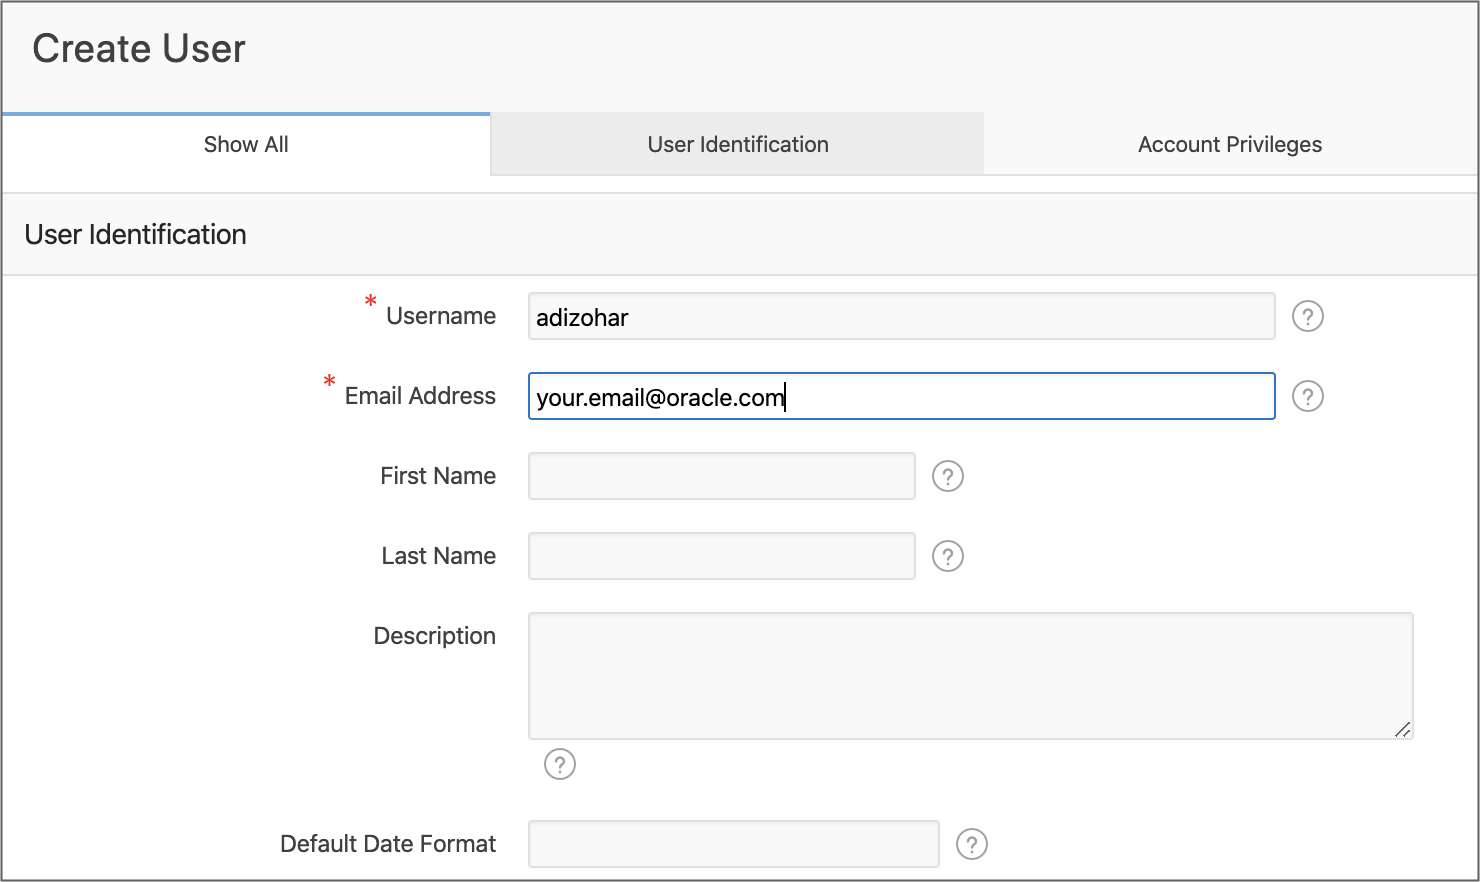 Create User
Show All
User Identification
Account Privileges
User Identification
* Username
adizohar
?
* Email Address
your.email@oracle.com
?
First Name
?
Last Name
?
Description
?
Default Date Format
?